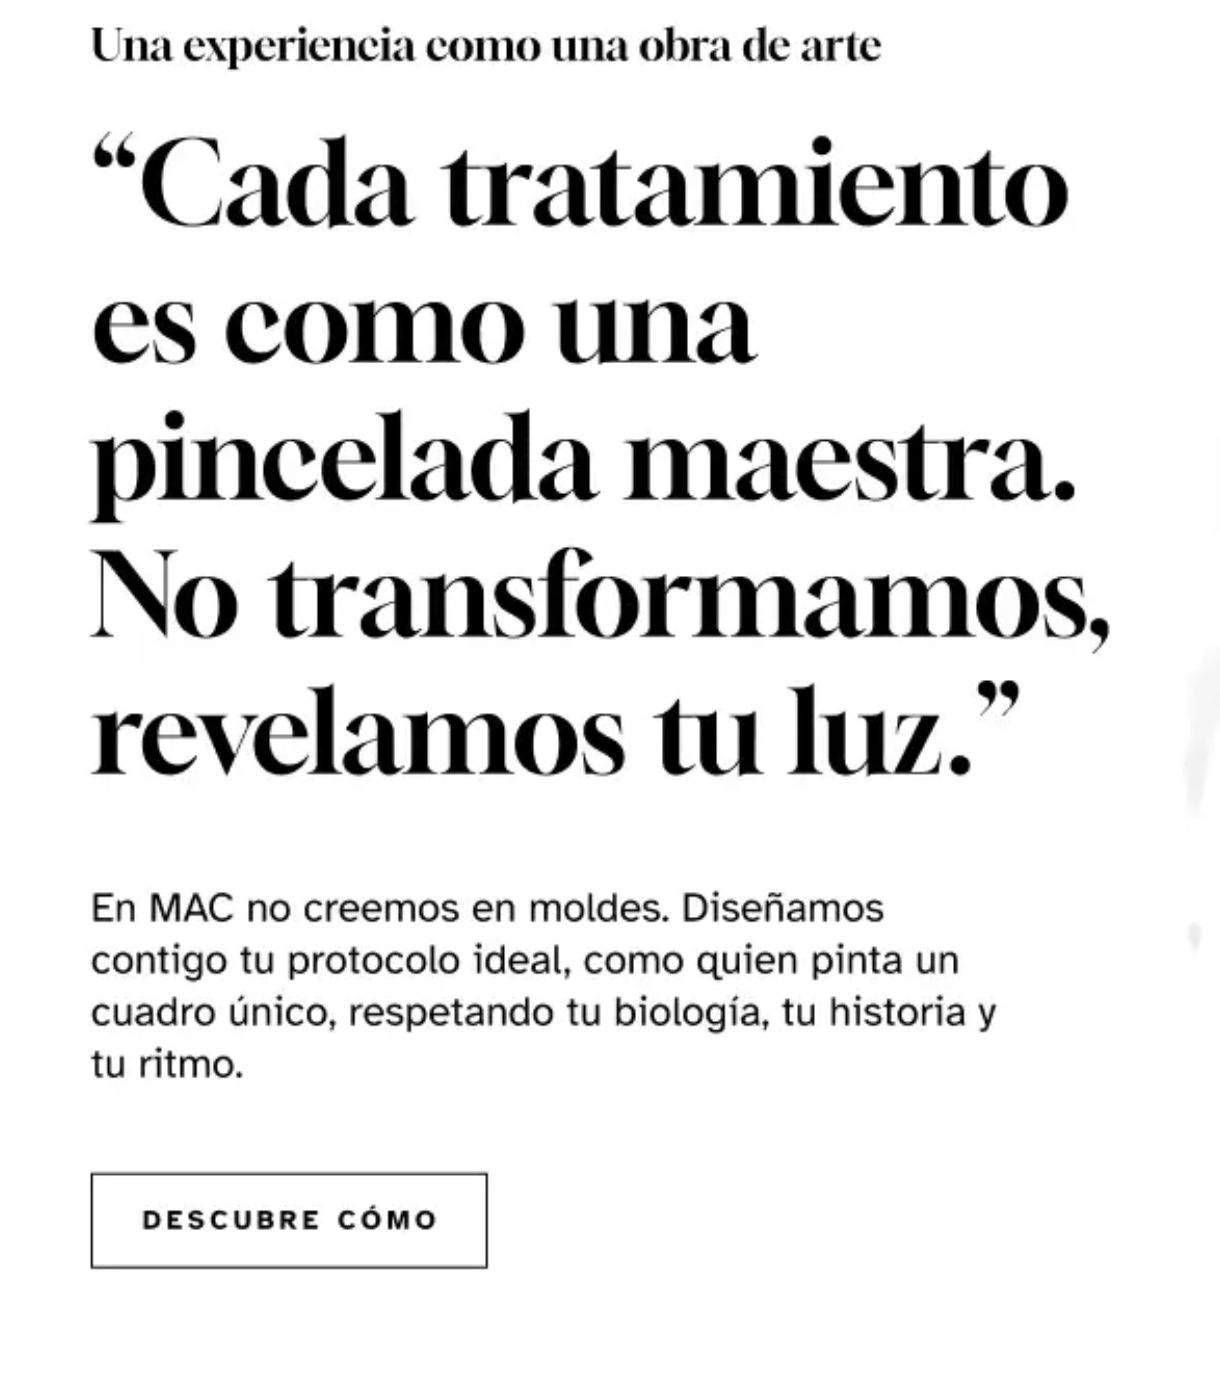 Una experiencia como una obra de arte
“Cada tratamiento
es como una
pincelada maestra.
No transformamos,
revelamos tu luz.”
En MAC no creemos en moldes. Diseñamos
contigo tu protocolo ideal, como quien pinta un
cuadro único, respetando tu biología, tu historia y
tu ritmo.
DESCUBRE CÓMO